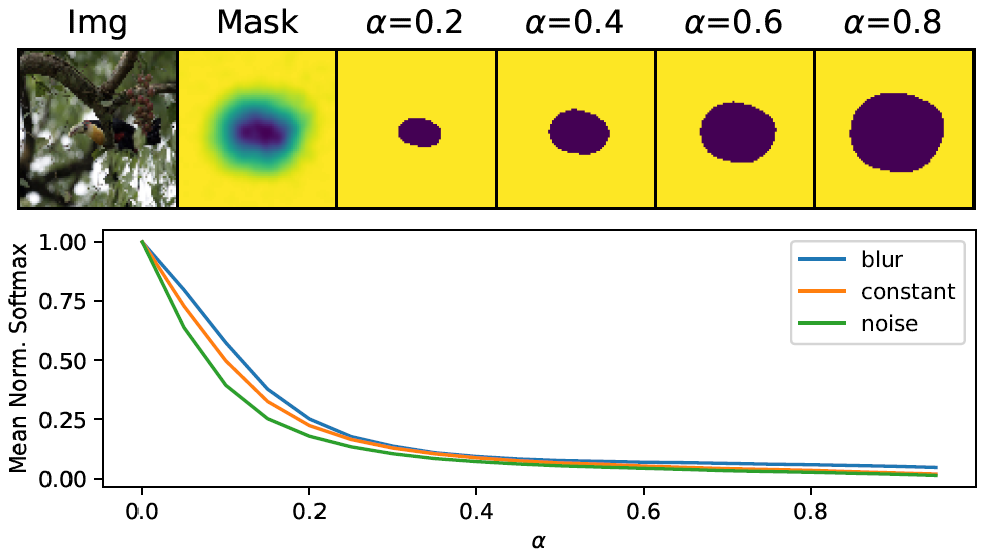 Img Mask α=0.2 α=0.4 α=0.6 α=0.8
Mean Norm. Softmax
1.00
0.75
0.50
0.25
0.00
blur
constant
noise
0.0 0.2 0.4 0.6 0.8
α